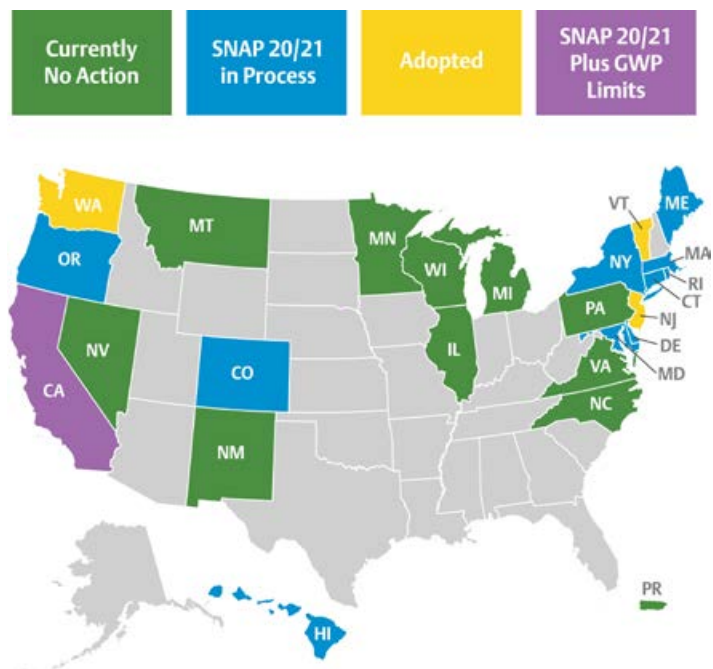 Currently
No Action
SNAP 20/21
in Process
Adopted
SNAP 20/21
Plus GWP
Limits
WA
MT
OR
MN
WI
MI
VT
ME
NY
MA
RI
CT
PA
NJ
DE
MD
NV
CA
CO
IL
VA
NC
NM
PR
HI